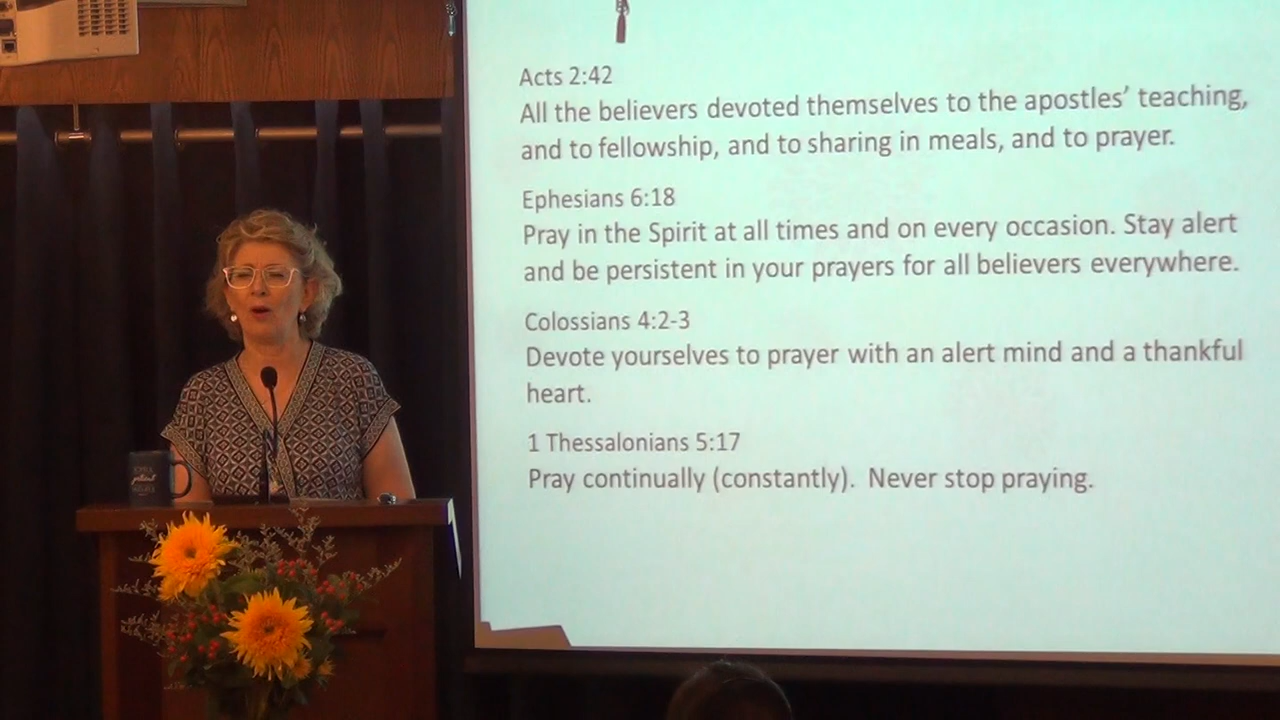 Acts 2:42
All the believers devoted themselves to the apostles' teaching,
and to fellowship, and to sharing in meals, and to prayer.
Ephesians 6:18
Pray in the Spirit at all times and on every occasion. Stay alert
and be persistent in your prayers for all believers everywhere.
Colossians 4:2-3
Devote yourselves to prayer with an alert mind and a thankful
heart.
1 Thessalonians 5:17
Pray continually (constantly).  Never stop praying.